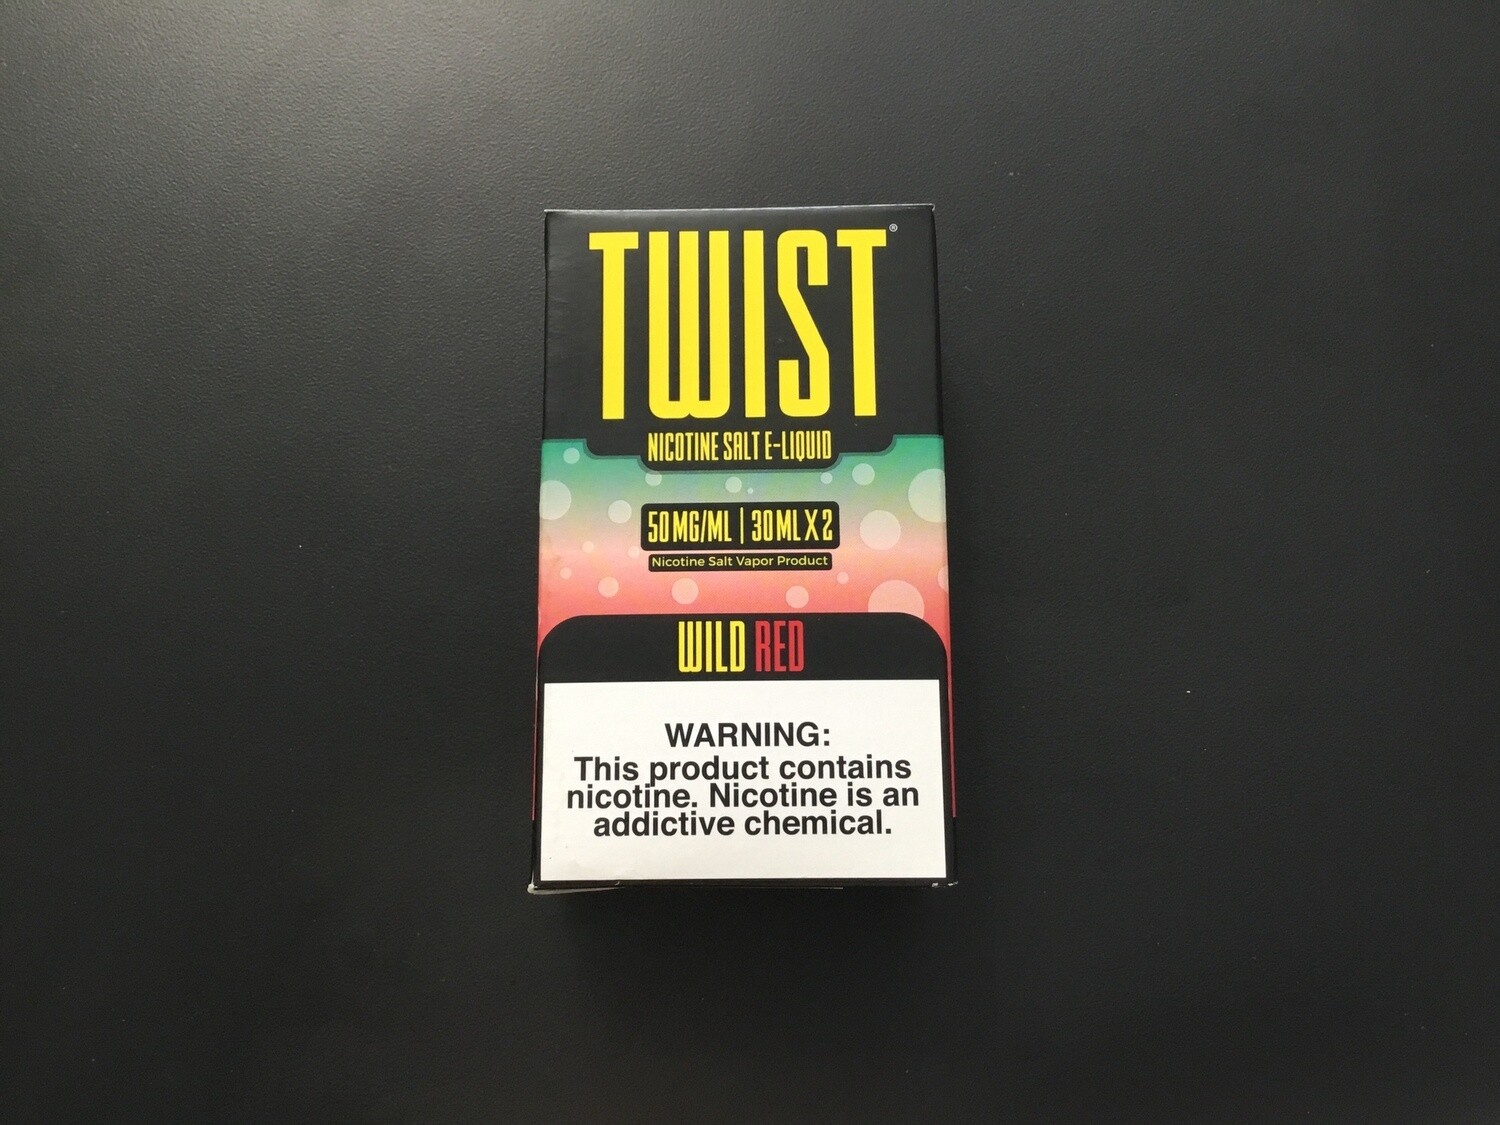 TWIST®
NICOTINE SALT E-LIQUID
50 MG/ML | 30 ML X 2
Nicotine Salt Vapor Product
WILD RED
WARNING:
This product contains
nicotine. Nicotine is an
addictive chemical.